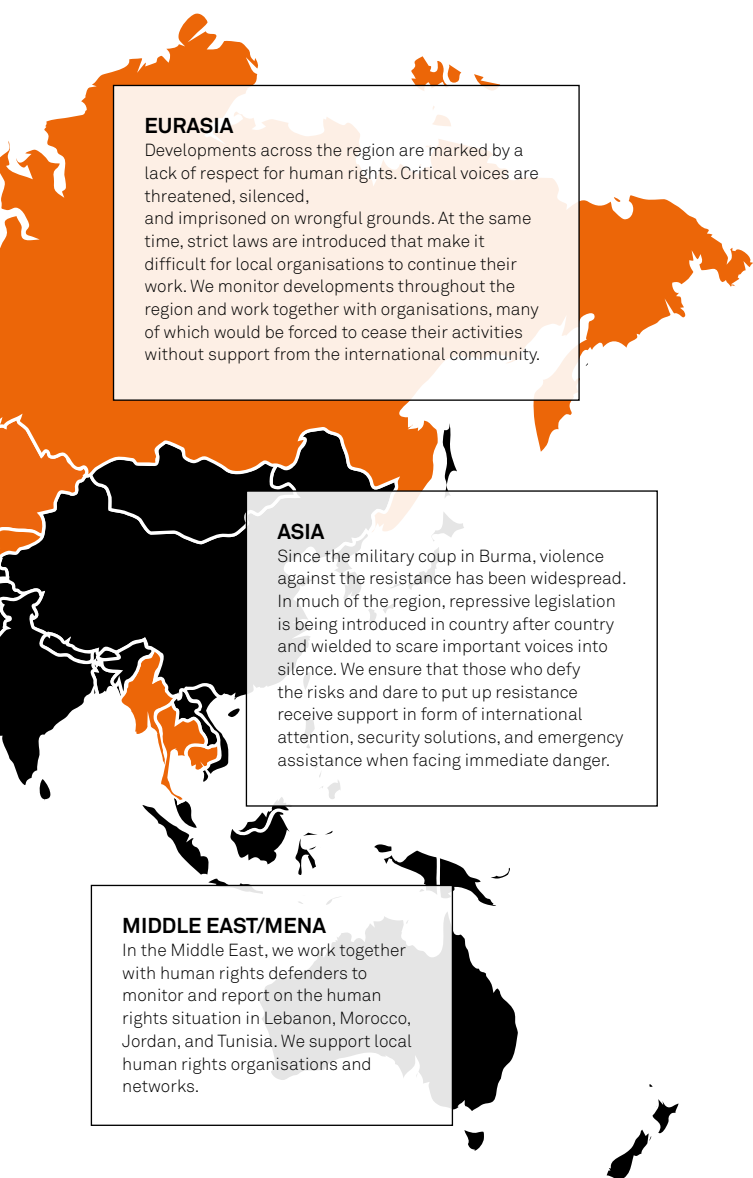 EURASIA
Developments across the region are marked by a
lack of respect for human rights. Critical voices are
threatened, silenced,
and imprisoned on wrongful grounds. At the same
time, strict laws are introduced that make it
difficult for local organisations to continue their
work. We monitor developments throughout the
region and work together with organisations, many
of which would be forced to cease their activities
without support from the international community.
ASIA
Since the military coup in Burma, violence
against the resistance has been widespread.
In much of the region, repressive legislation
is being introduced in country after country
and wielded to scare important voices into
silence. We ensure that those who defy
the risks and dare to put up resistance
receive support in form of international
attention, security solutions, and emergency
assistance when facing immediate danger.
MIDDLE EAST/MENA
In the Middle East, we work together
with human rights defenders to
monitor and report on the human
rights situation in Lebanon, Morocco,
Jordan, and Tunisia. We support local
human rights organisations and
networks.